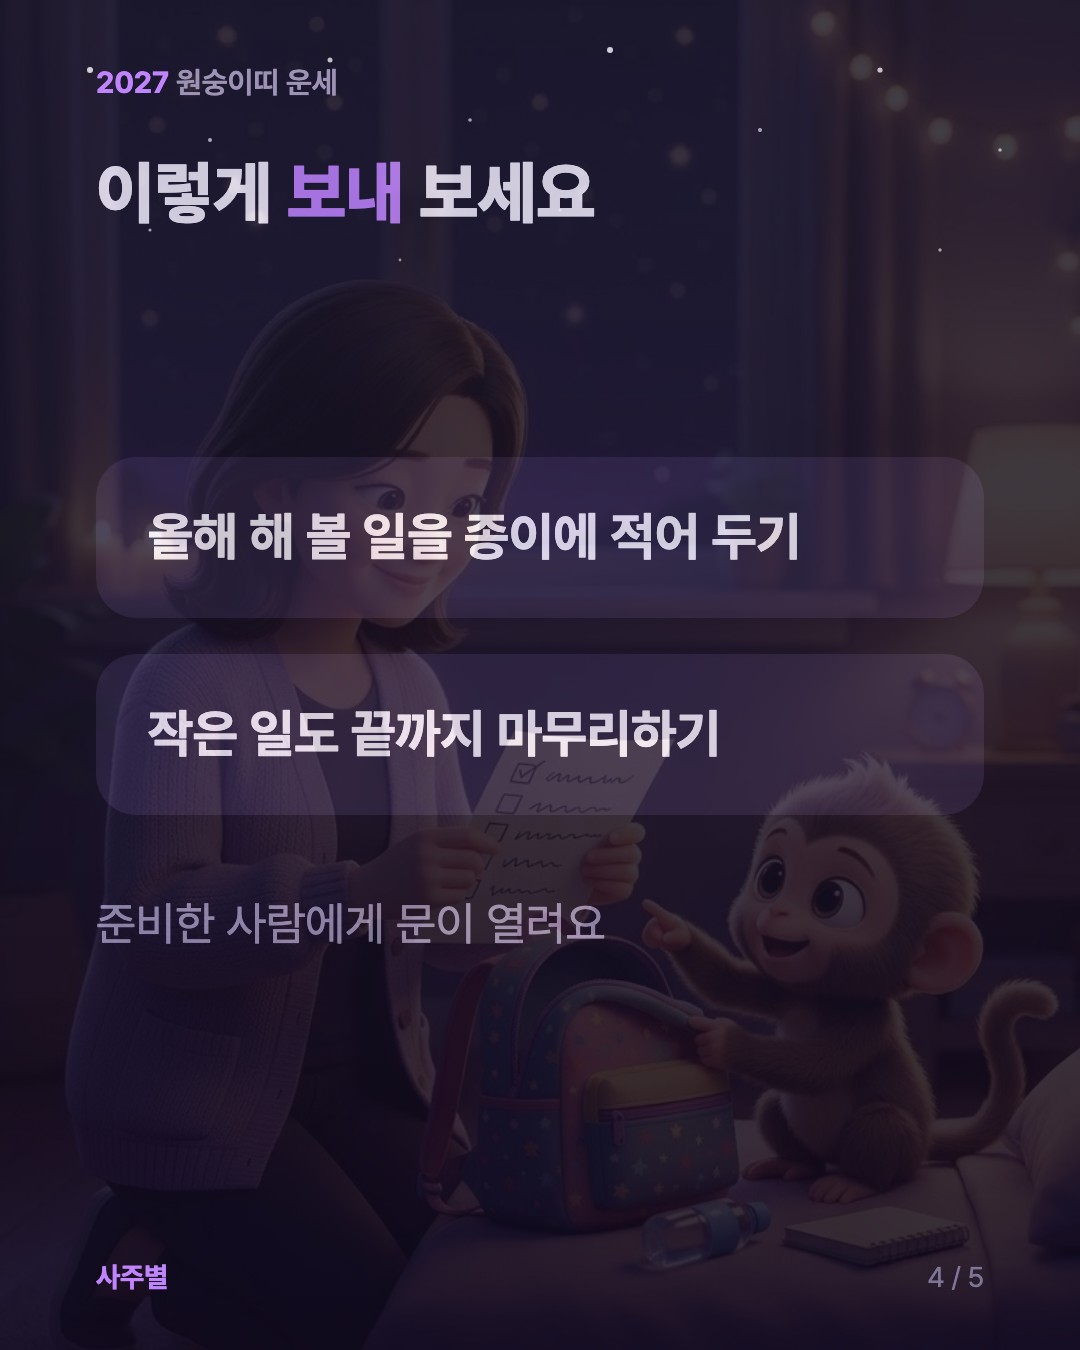 2027 원숭이띠 운세
이렇게 보내 보세요
올해 해 볼 일을 종이에 적어 두기
작은 일도 끝까지 마무리하기
준비한 사람에게 문이 열려요
사주별
4 / 5